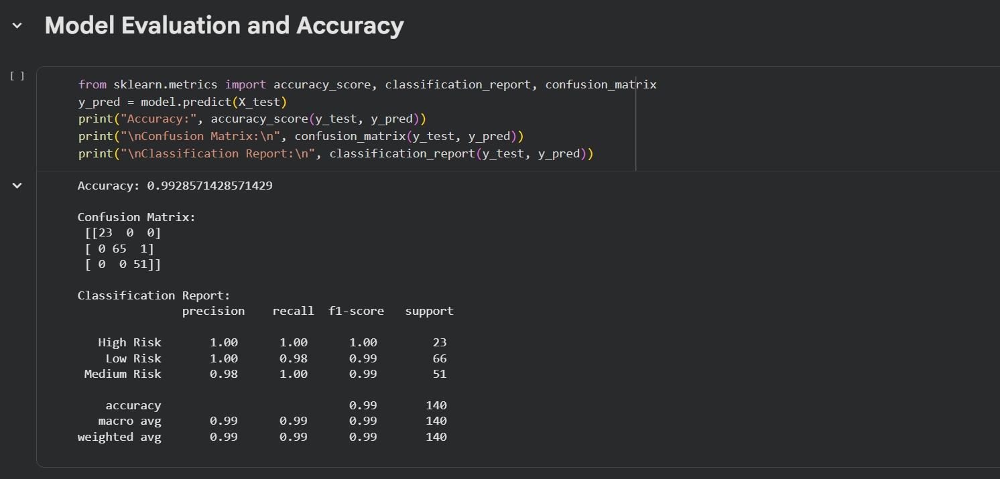 Model Evaluation and Accuracy
[ ]
from sklearn.metrics import accuracy_score, classification_report, confusion_matrix
y_pred = model.predict(X_test)
print("Accuracy:", accuracy_score(y_test, y_pred))
print("\nConfusion Matrix:\n", confusion_matrix(y_test, y_pred))
print("\nClassification Report:\n", classification_report(y_test, y_pred))
Accuracy: 0.9928571428571429
Confusion Matrix:
[[23  0  0]
[ 0 65  1]
[ 0  0 51]]
Classification Report:
precision    recall  f1-score   support
High Risk       1.00      1.00      1.00        23
Low Risk       1.00      0.98      0.99        66
Medium Risk       0.98      1.00      0.99        51
accuracy                           0.99       140
macro avg       0.99      0.99      0.99       140
weighted avg       0.99      0.99      0.99       140